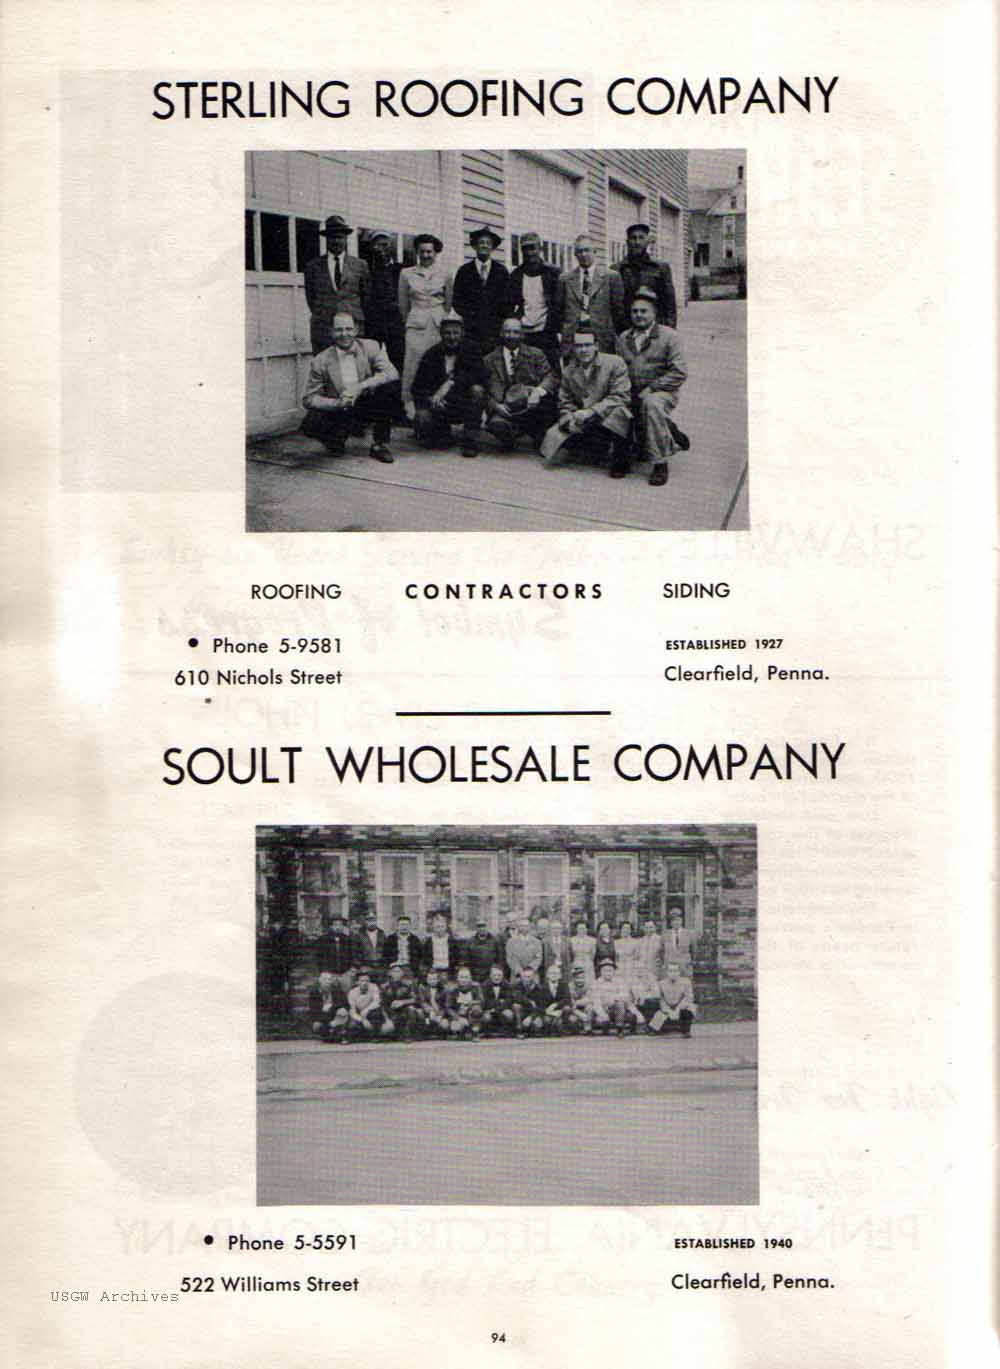 STERLING ROOFING COMPANY
ROOFING CONTRACTORS SIDING
• Phone 5-9581 ESTABLISHED 1927
610 Nichols Street Clearfield, Penna.
SOULT WHOLESALE COMPANY
• Phone 5-5591 ESTABLISHED 1940
522 Williams Street Clearfield, Penna.
USGW Archives
94